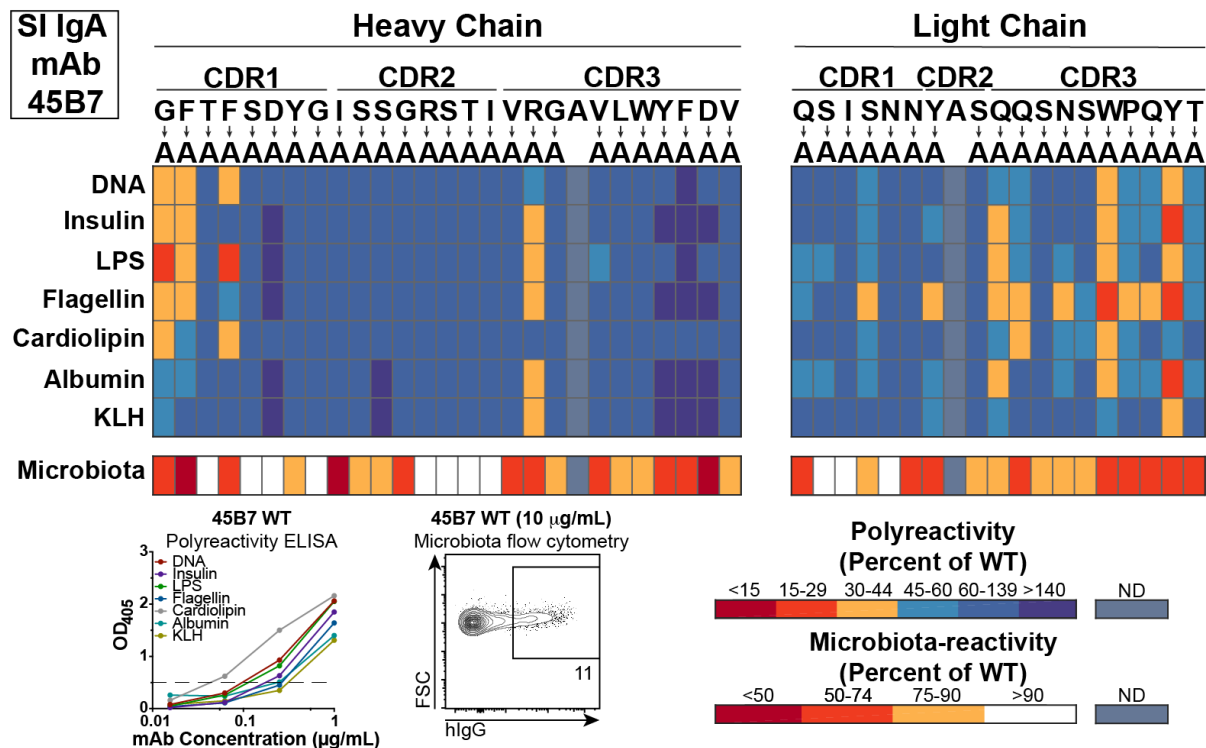 SI IgA
mAb
45B7
Heavy Chain
Light Chain
CDR1 CDR2 CDR3
CDR1 CDR2 CDR3
G F T F S D Y G I S S G R S T I V R G A V L W Y F D V
Q S I S N N Y A S Q Q S N S W P Q Y T
A A A A A A A A A A A A A A A A A A A A A A A A A A
A A A A A A A A A A A A A A A A A A
DNA
Insulin
LPS
Flagellin
Cardiolipin
Albumin
KLH
Microbiota
45B7 WT
Polyreactivity ELISA
3
2
1
0
OD405
DNA
Insulin
LPS
Flagellin
Cardiolipin
Albumin
KLH
0.01 0.1 1
mAb Concentration (μg/mL)
45B7 WT (10 μg/mL)
Microbiota flow cytometry
FSC
11
hIgG
Polyreactivity
(Percent of WT)
<15 15-29 30-44 45-60 60-139 >140
ND
Microbiota-reactivity
(Percent of WT)
<50 50-74 75-90 >90
ND